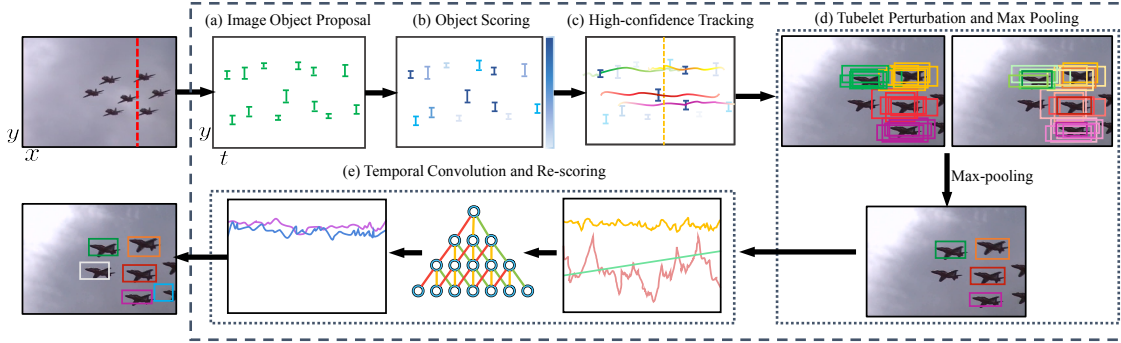 (a) Image Object Proposal
(b) Object Scoring
(c) High-confidence Tracking
(d) Tubelet Perturbation and Max Pooling
y
x
y
t
Max-pooling
(e) Temporal Convolution and Re-scoring